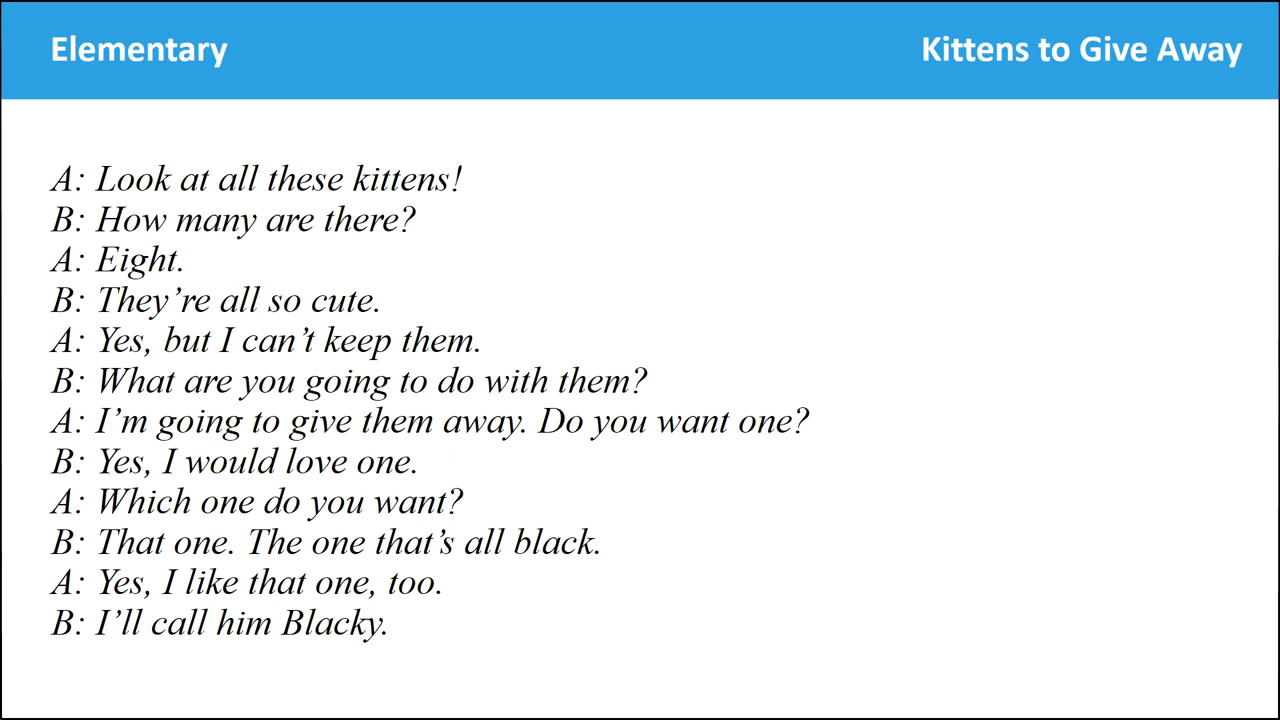 Elementary
Kittens to Give Away
A: Look at all these kittens!
B: How many are there?
A: Eight.
B: They’re all so cute.
A: Yes, but I can’t keep them.
B: What are you going to do with them?
A: I’m going to give them away. Do you want one?
B: Yes, I would love one.
A: Which one do you want?
B: That one. The one that’s all black.
A: Yes, I like that one, too.
B: I’ll call him Blacky.